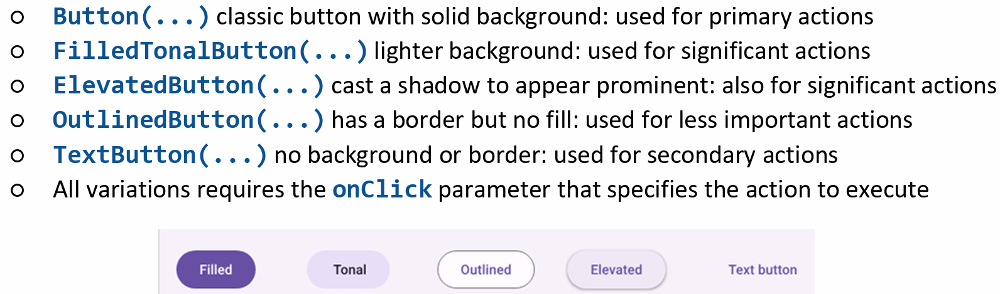 ○ Button(...) classic button with solid background: used for primary actions
○ FilledTonalButton(...) lighter background: used for significant actions
○ ElevatedButton(...) cast a shadow to appear prominent: also for significant actions
○ OutlinedButton(...) has a border but no fill: used for less important actions
○ TextButton(...) no background or border: used for secondary actions
○ All variations requires the onClick parameter that specifies the action to execute
Filled Tonal Outlined Elevated Text button